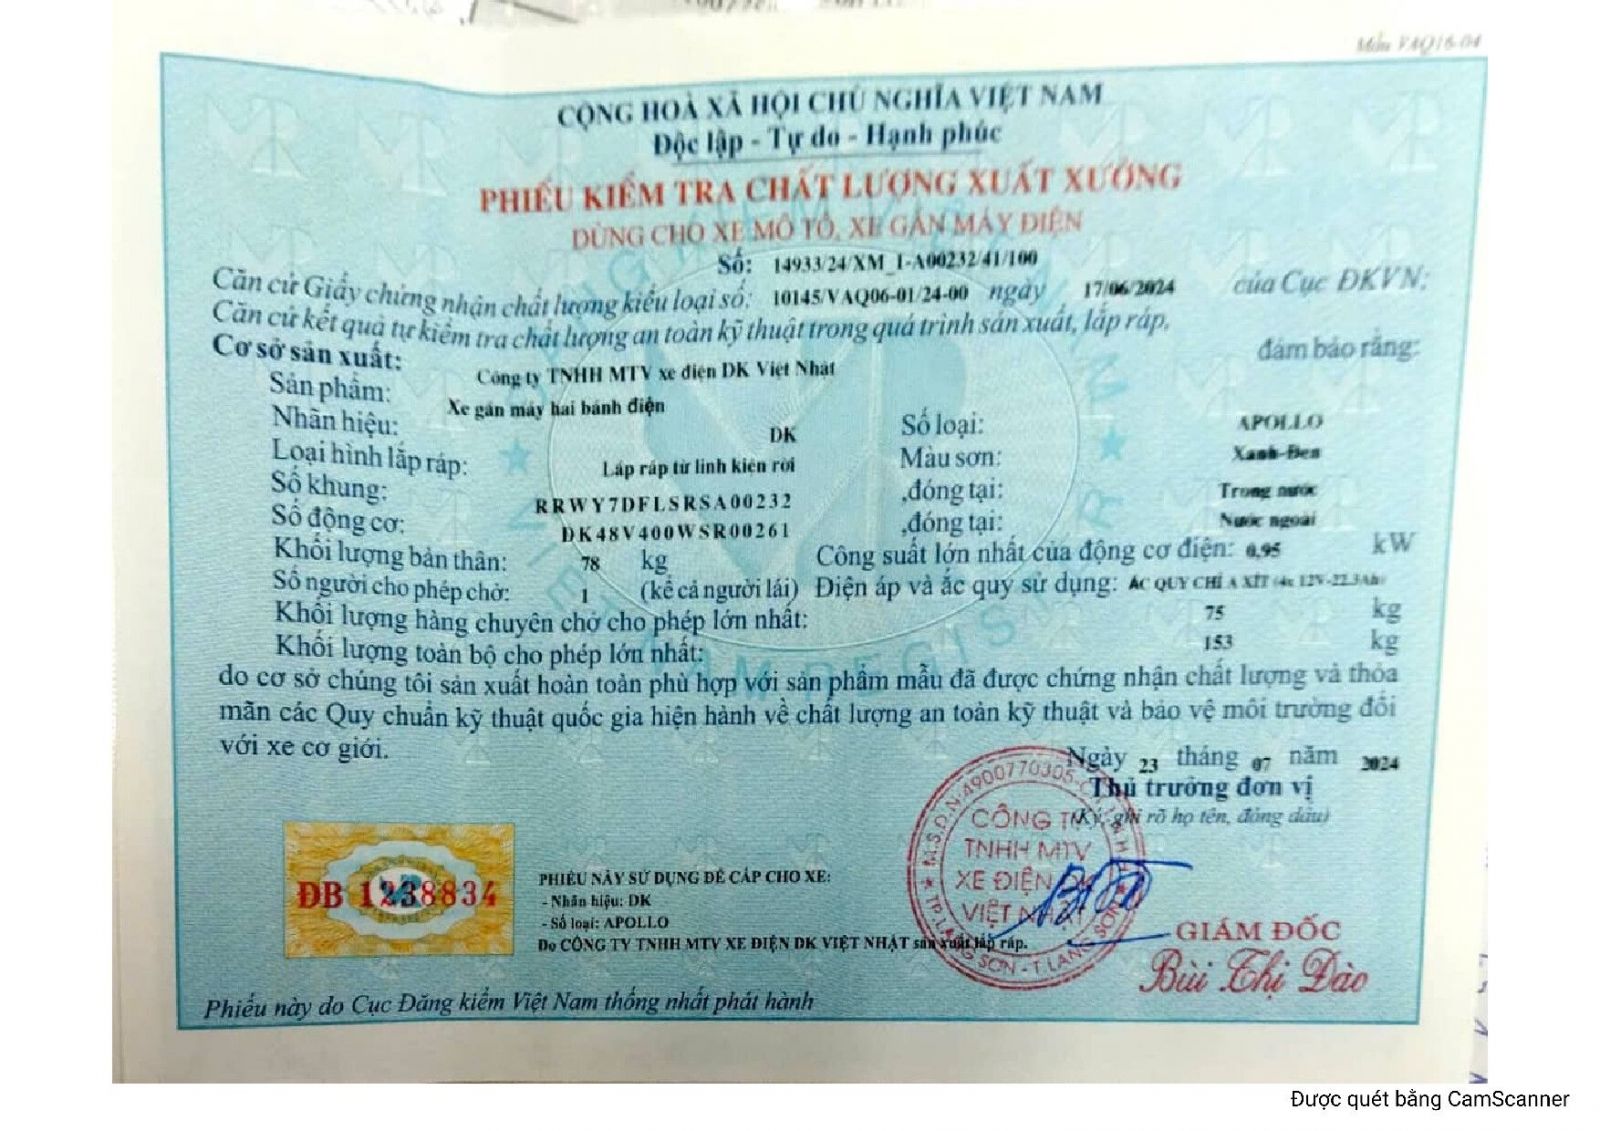 Mẫu VAQ16-04
CỘNG HOÀ XÃ HỘI CHỦ NGHĨA VIỆT NAM
Độc lập - Tự do - Hạnh phúc
PHIẾU KIỂM TRA CHẤT LƯỢNG XUẤT XƯỞNG
DÙNG CHO XE MÔ TÔ, XE GẮN MÁY ĐIỆN
Số: 14933/24/XM_1-A00232/41/100
Căn cứ Giấy chứng nhận chất lượng kiểu loại số: 10145/VAQ06-01/24-00 ngày 17/06/2024 của Cục ĐKVN;
Căn cứ kết quả tự kiểm tra chất lượng an toàn kỹ thuật trong quá trình sản xuất, lắp ráp,
Cơ sở sản xuất: Công ty TNHH MTV xe điện DK Việt Nhật đảm bảo rằng:
Sản phẩm: Xe gắn máy hai bánh điện
Nhãn hiệu: DK Số loại: APOLLO
Loại hình lắp ráp: Lắp ráp từ linh kiện rời Màu sơn: Xanh-Đen
Số khung: RRWY7DFLSRSA00232 ,đóng tại: Trong nước
Số động cơ: DK48V400WSR00261 ,đóng tại: Nước ngoài
Khối lượng bản thân: 78 kg Công suất lớn nhất của động cơ điện: 0,95 kW
Số người cho phép chở: 1 (kể cả người lái) Điện áp và ắc quy sử dụng: ẮC QUY CHÌ A XÍT (4x 12V-22.3Ah)
Khối lượng hàng chuyên chở cho phép lớn nhất: 75 kg
Khối lượng toàn bộ cho phép lớn nhất: 153 kg
do cơ sở chúng tôi sản xuất hoàn toàn phù hợp với sản phẩm mẫu đã được chứng nhận chất lượng và thỏa
mãn các Quy chuẩn kỹ thuật quốc gia hiện hành về chất lượng an toàn kỹ thuật và bảo vệ môi trường đối
với xe cơ giới.
Ngày 23 tháng 07 năm 2024
Thủ trưởng đơn vị
(Ký, ghi rõ họ tên, đóng dấu)
M.S.D.N:4900770305-C.T.T.N.H.H
CÔNG TY
TNHH MTV
XE ĐIỆN DK
VIỆT NHẬT
TP.LẠNG SƠN - T.LẠNG SƠN
ĐB 1238834
PHIẾU NÀY SỬ DỤNG ĐỂ CẤP CHO XE:
- Nhãn hiệu: DK
- Số loại: APOLLO
Do CÔNG TY TNHH MTV XE ĐIỆN DK VIỆT NHẬT sản xuất lắp ráp.
GIÁM ĐỐC
Bùi Thị Đào
Phiếu này do Cục Đăng kiểm Việt Nam thống nhất phát hành
Được quét bằng CamScanner